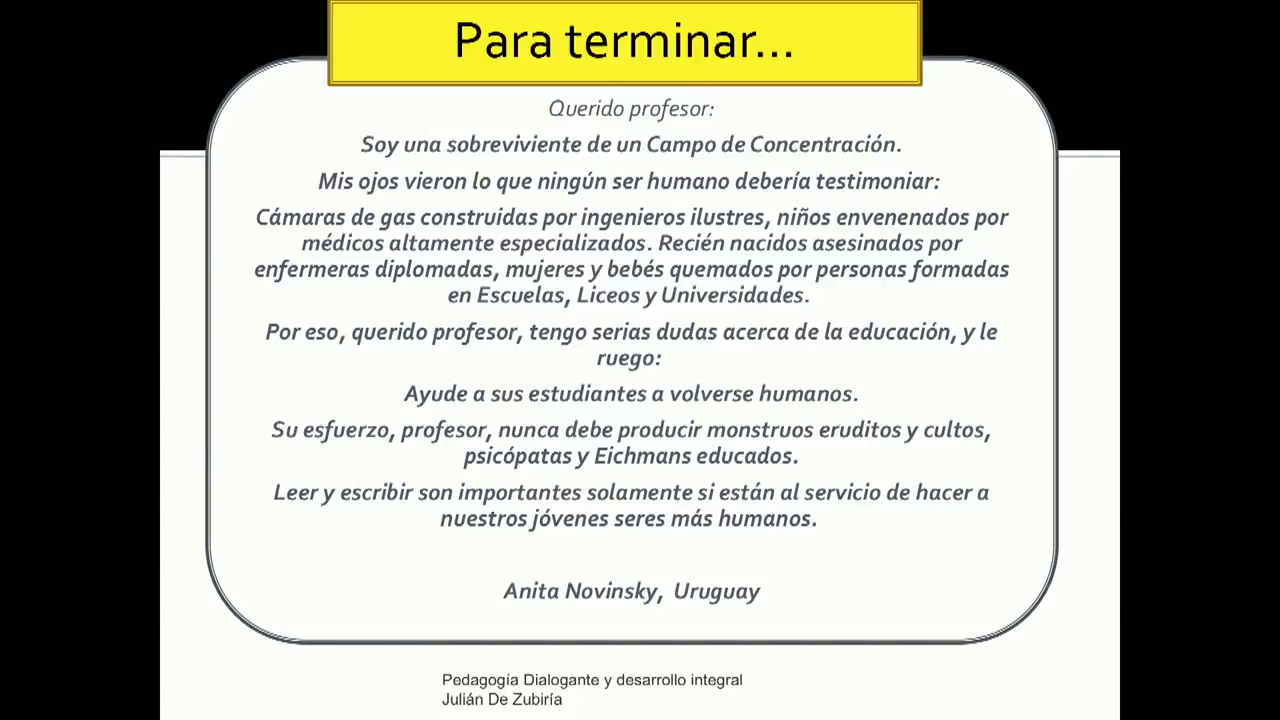 Para terminar...
Querido profesor:
Soy una sobreviviente de un Campo de Concentración.
Mis ojos vieron lo que ningún ser humano debería testimoniar:
Cámaras de gas construidas por ingenieros ilustres, niños envenenados por
médicos altamente especializados. Recién nacidos asesinados por
enfermeras diplomadas, mujeres y bebés quemados por personas formadas
en Escuelas, Liceos y Universidades.
Por eso, querido profesor, tengo serias dudas acerca de la educación, y le
ruego:
Ayude a sus estudiantes a volverse humanos.
Su esfuerzo, profesor, nunca debe producir monstruos eruditos y cultos,
psicópatas y Eichmans educados.
Leer y escribir son importantes solamente si están al servicio de hacer a
nuestros jóvenes seres más humanos.
Anita Novinsky, Uruguay
Pedagogía Dialogante y desarrollo integral
Julián De Zubiría